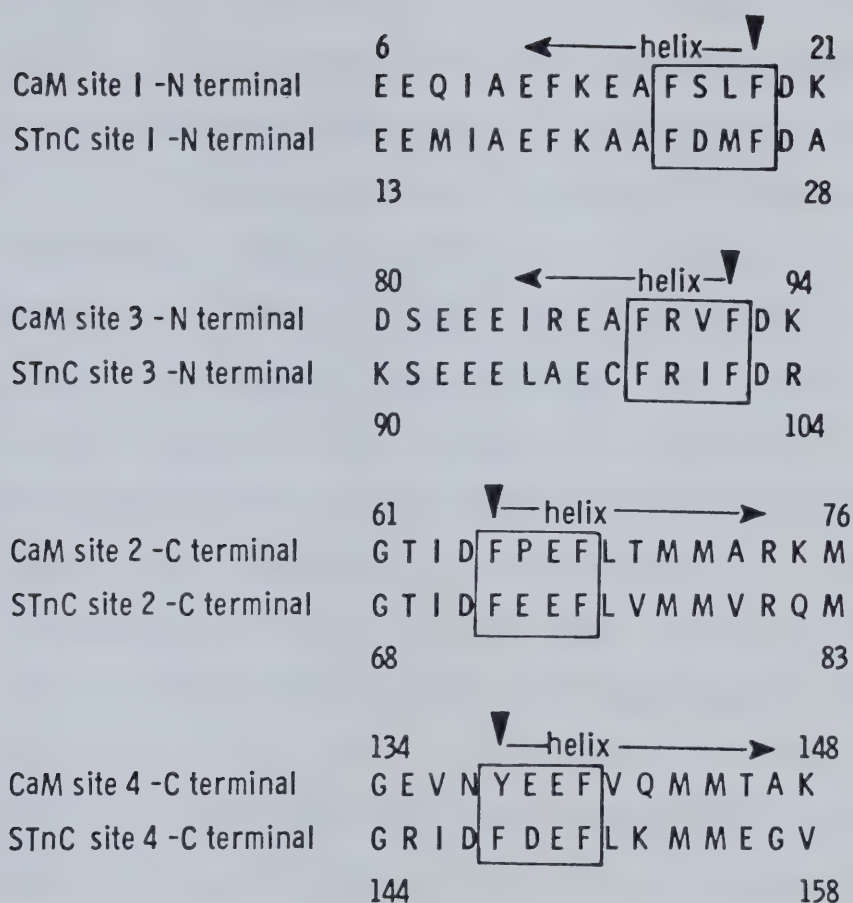 6 helix 21
CaM site 1 -N terminal E E Q I A E F K E A F S L F D K
STnC site 1 -N terminal E E M I A E F K A A F D M F D A
13 28
80 helix 94
CaM site 3 -N terminal D S E E E I R E A F R V F D K
STnC site 3 -N terminal K S E E E L A E C F R I F D R
90 104
61 helix 76
CaM site 2 -C terminal G T I D F P E F L T M M A R K M
STnC site 2 -C terminal G T I D F E E F L V M M V R Q M
68 83
134 helix 148
CaM site 4 -C terminal G E V N Y E E F V Q M M T A K
STnC site 4 -C terminal G R I D F D E F L K M M E G V
144 158